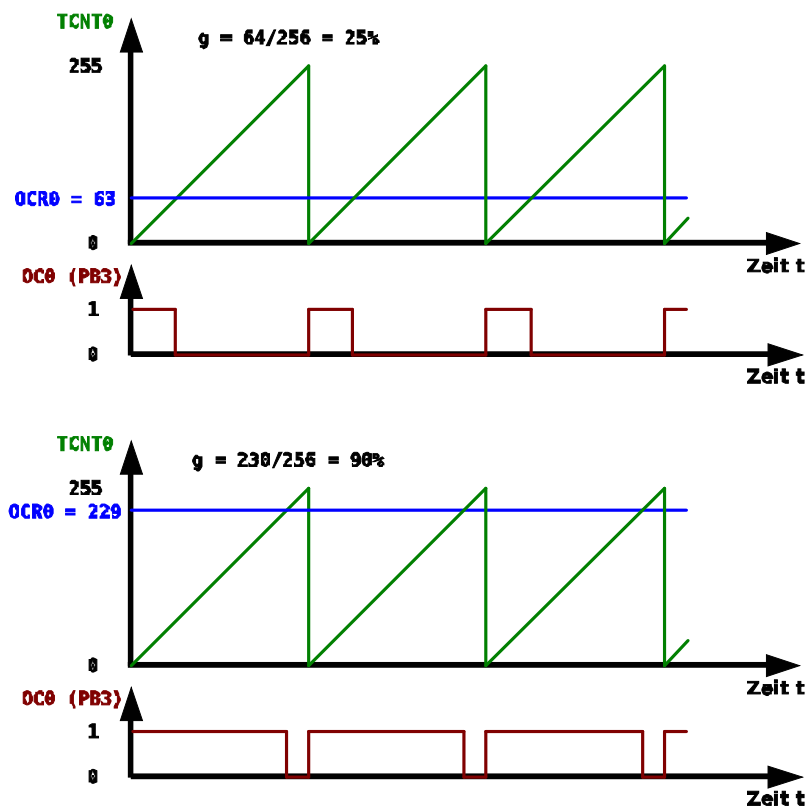 TCNT0
g = 64/256 = 25%
255
OCR0 = 63
0
Zeit t
OC0 (PB3)
1
0
Zeit t
TCNT0
g = 230/256 = 90%
255
OCR0 = 229
0
Zeit t
OC0 (PB3)
1
0
Zeit t